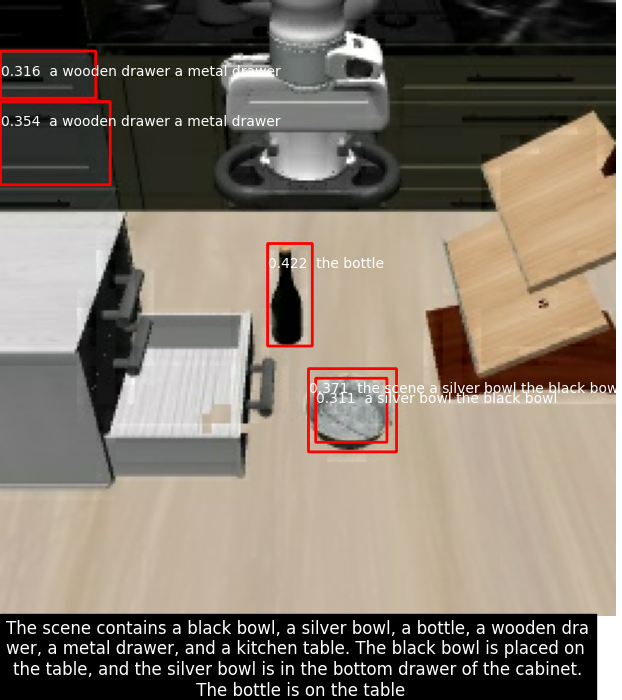 0.316 a wooden drawer a metal drawer
0.354 a wooden drawer a metal drawer
0.422 the bottle
0.371 the scene a silver bowl the black bow
0.311 a silver bowl the black bowl
The scene contains a black bowl, a silver bowl, a bottle, a wooden dra
wer, a metal drawer, and a kitchen table. The black bowl is placed on
the table, and the silver bowl is in the bottom drawer of the cabinet.
The bottle is on the table